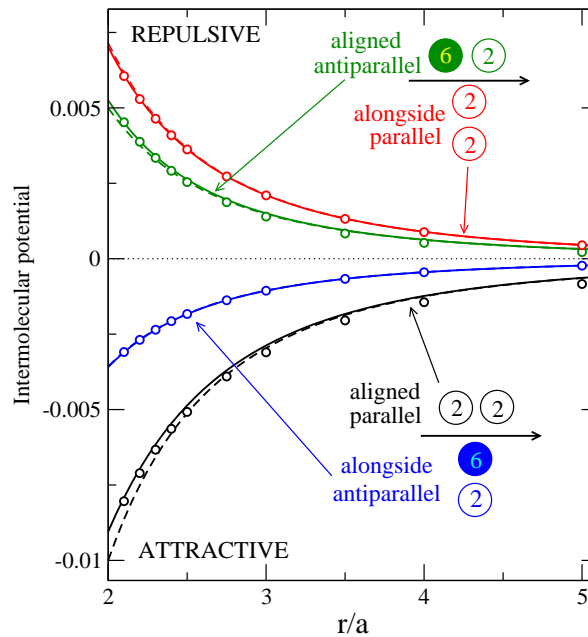 REPULSIVE
aligned
antiparallel
6 2
alongside
parallel
2
2
0.005
0
-0.005
-0.01
Intermolecular potential
aligned
parallel
2 2
alongside
antiparallel
6
2
ATTRACTIVE
2 3 4 5
r/a